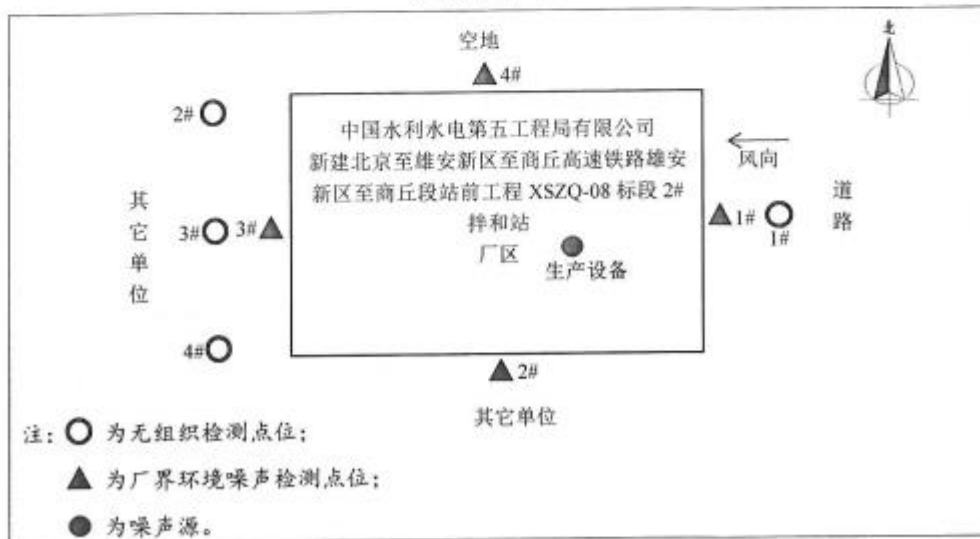 空地
北
4#
2#
中国水利水电第五工程局有限公司
新建北京至雄安新区至商丘高速铁路雄安
新区至商丘段站前工程 XSZQ-08 标段 2#
拌和站
厂区
风向
道路
其它单位
3#
3#
1#
1#
生产设备
4#
2#
其它单位
注: 为无组织检测点位;
为厂界环境噪声检测点位;
为噪声源。